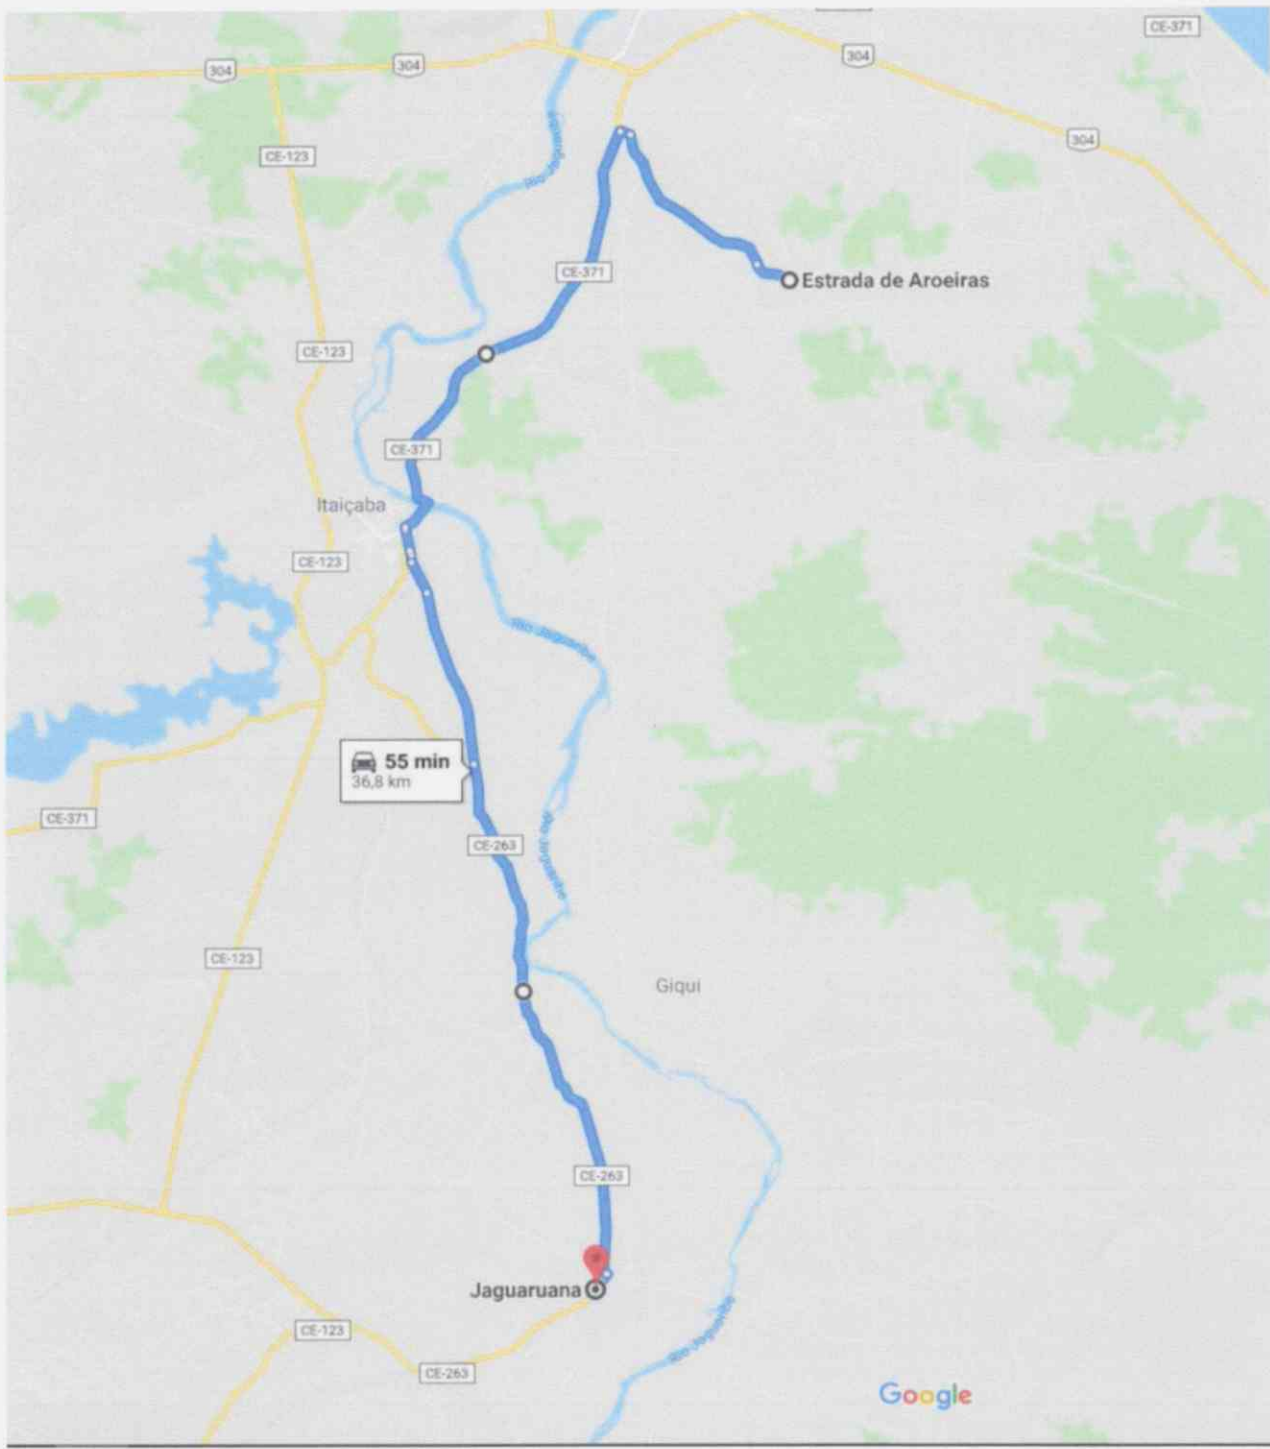 CE-371
304
304
304
304
CE-123
Rio Jaguaribe
CE-371
Estrada de Aroeiras
CE-123
CE-371
Itaiçaba
CE-123
Rio Jaguaribe
55 min
36,8 km
CE-371
CE-263
Rio Jaguaribe
CE-123
Giqui
CE-263
Jaguaruana
CE-123
Rio Jaguaribe
CE-263
Google